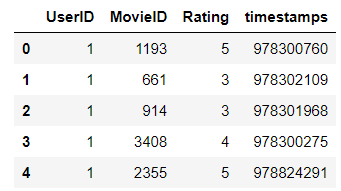 UserID MovieID Rating timestamps
0 1 1193 5 978300760
1 1 661 3 978302109
2 1 914 3 978301968
3 1 3408 4 978300275
4 1 2355 5 978824291